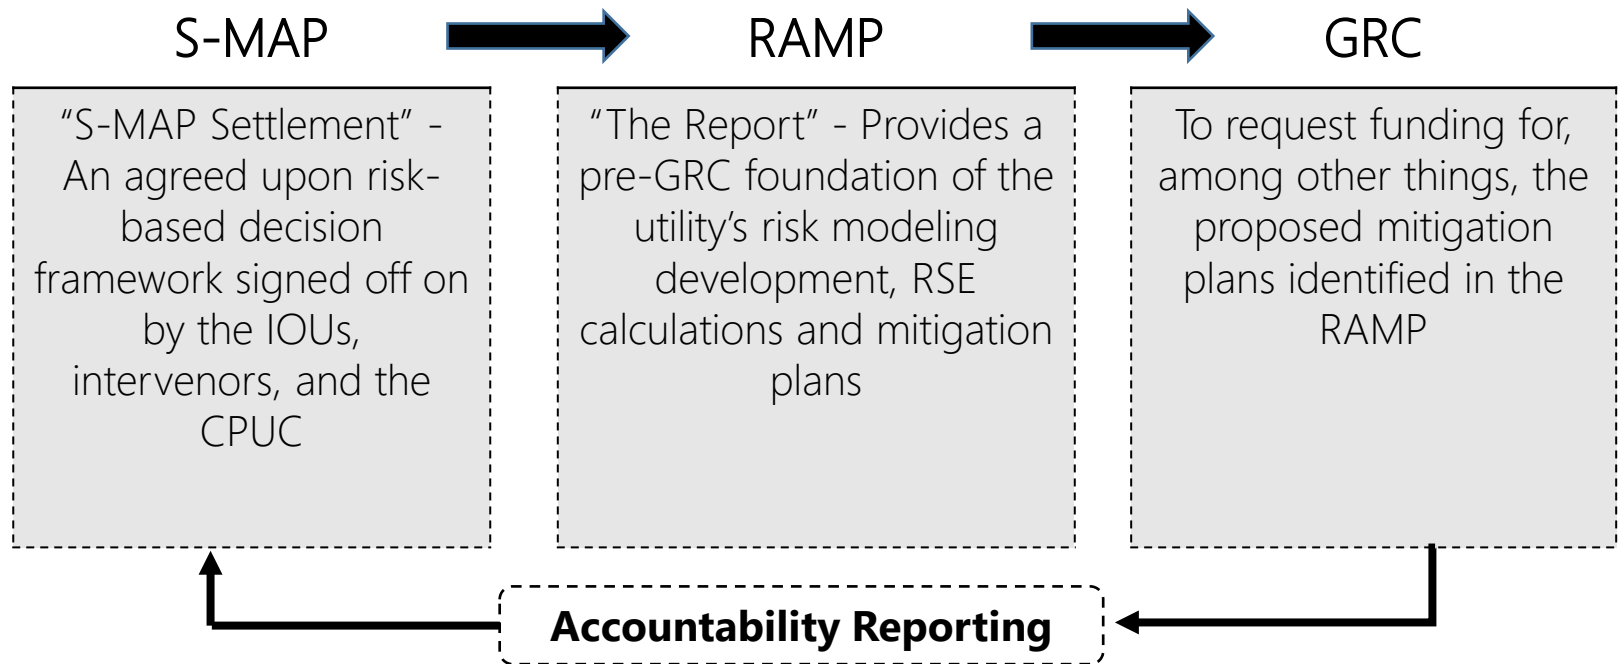 S-MAP
RAMP
GRC
“S-MAP Settlement” -
An agreed upon risk-
based decision
framework signed off on
by the IOUs,
intervenors, and the
CPUC
“The Report” - Provides a
pre-GRC foundation of the
utility’s risk modeling
development, RSE
calculations and mitigation
plans
To request funding for,
among other things, the
proposed mitigation
plans identified in the
RAMP
Accountability Reporting